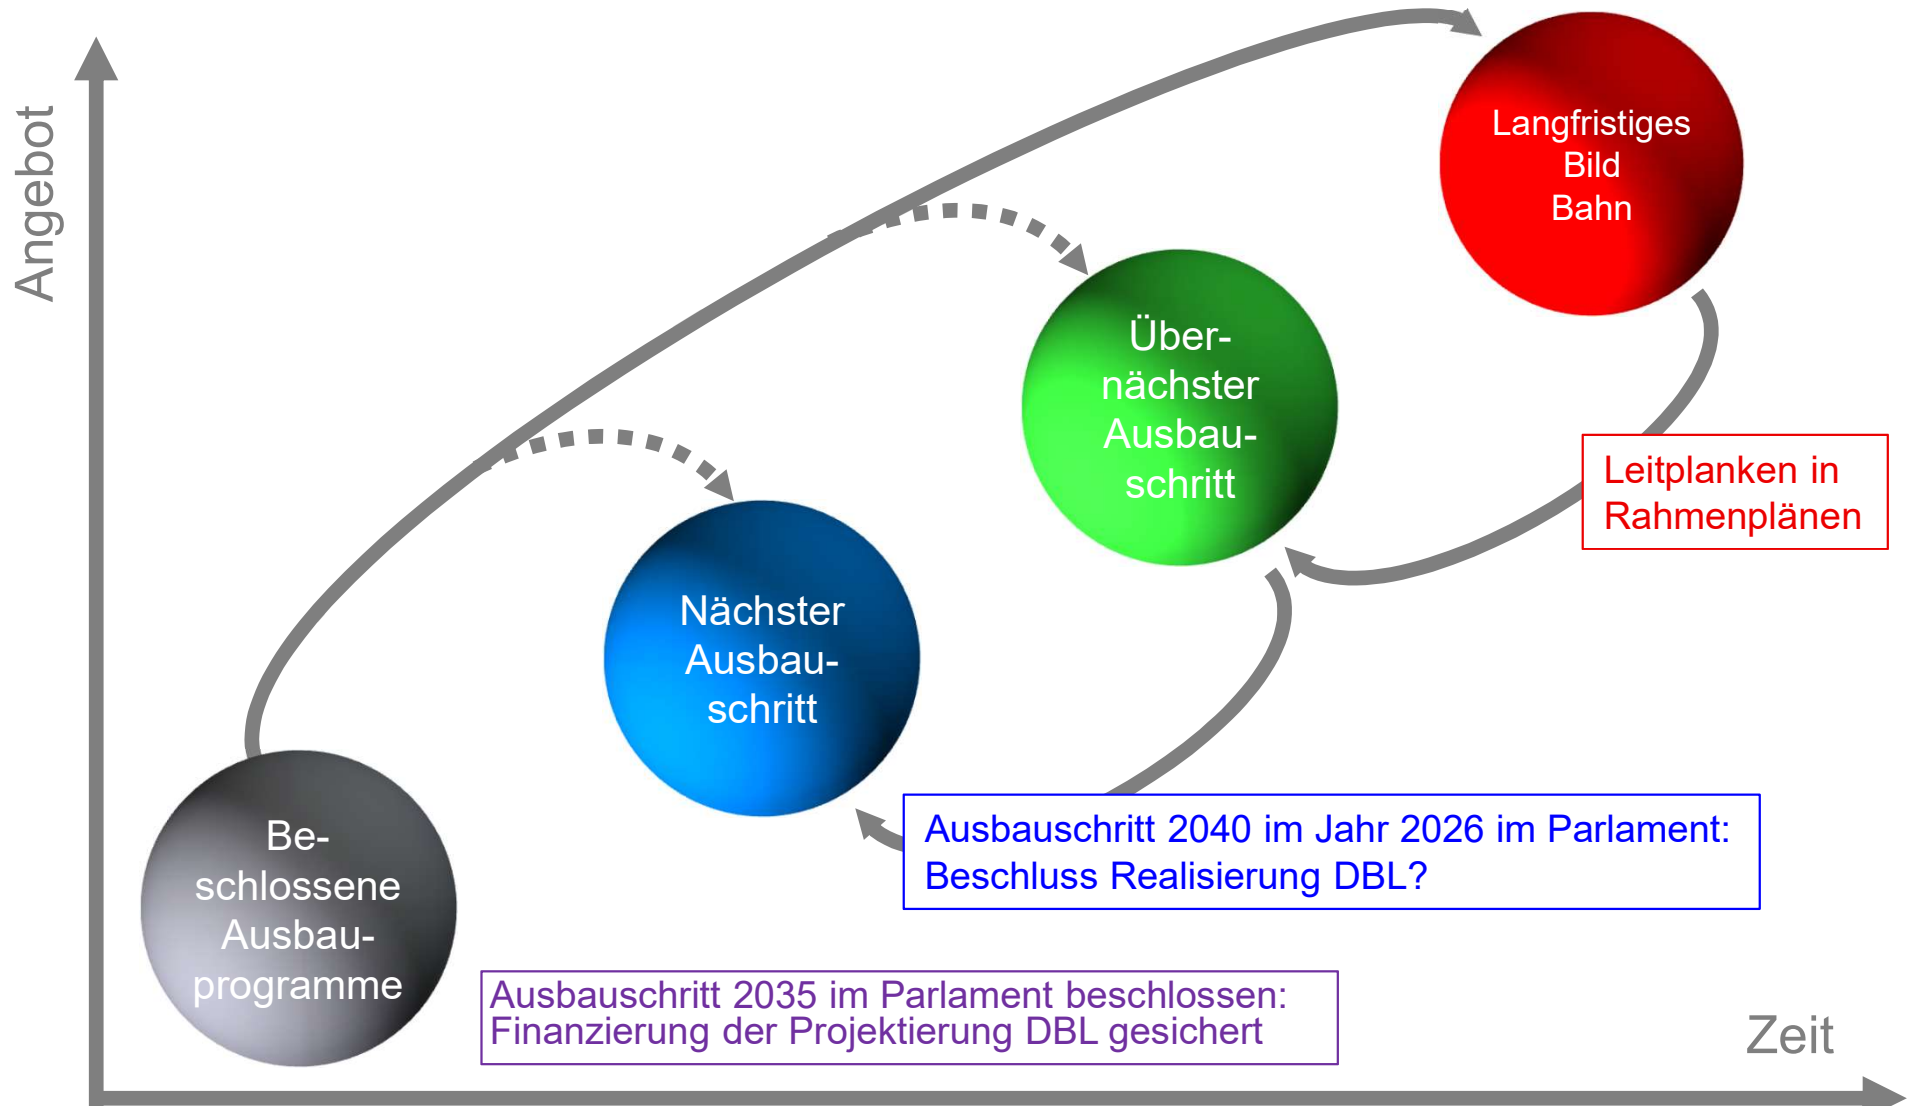 Angebot
Langfristiges
Bild
Bahn
Über-
nächster
Ausbau-
schritt
Leitplanken in
Rahmenplänen
Nächster
Ausbau-
schritt
Ausbauschritt 2040 im Jahr 2026 im Parlament:
Beschluss Realisierung DBL?
Be-
schlossene
Ausbau-
programme
Ausbauschritt 2035 im Parlament beschlossen:
Finanzierung der Projektierung DBL gesichert
Zeit